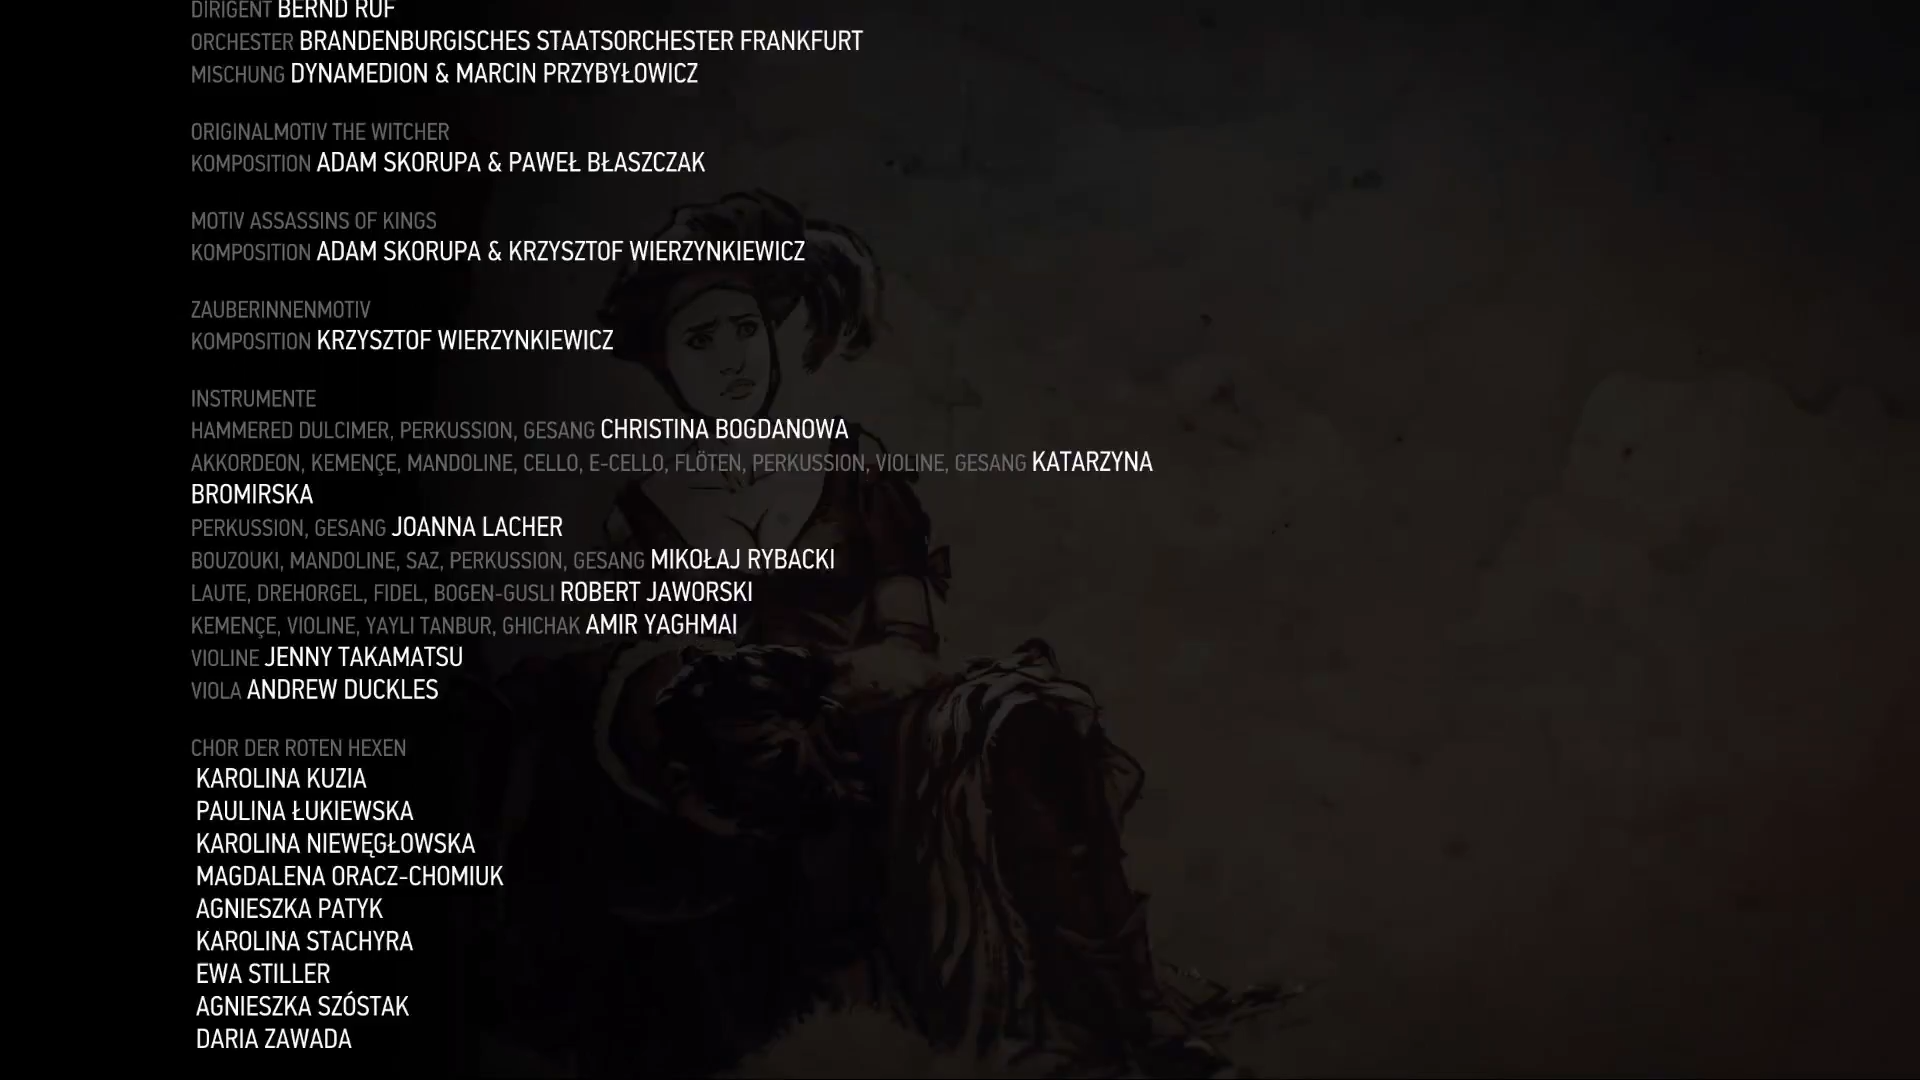 DIRIGENT BERND RUF
ORCHESTER BRANDENBURGISCHES STAATSORCHESTER FRANKFURT
MISCHUNG DYNAMEDION & MARCIN PRZYBYŁOWICZ
ORIGINALMOTIV THE WITCHER
KOMPOSITION ADAM SKORUPA & PAWEŁ BŁASZCZAK
MOTIV ASSASSINS OF KINGS
KOMPOSITION ADAM SKORUPA & KRZYSZTOF WIERZYNKIEWICZ
ZAUBERINNENMOTIV
KOMPOSITION KRZYSZTOF WIERZYNKIEWICZ
INSTRUMENTE
HAMMERED DULCIMER, PERKUSSION, GESANG CHRISTINA BOGDANOWA
AKKORDEON, KEMENÇE, MANDOLINE, CELLO, E-CELLO, FLÖTEN, PERKUSSION, VIOLINE, GESANG KATARZYNA
BROMIRSKA
PERKUSSION, GESANG JOANNA LACHER
BOUZOUKI, MANDOLINE, SAZ, PERKUSSION, GESANG MIKOŁAJ RYBACKI
LAUTE, DREHORGEL, FIDEL, BOGEN-GUSLI ROBERT JAWORSKI
KEMENÇE, VIOLINE, YAYLI TANBUR, GHICHAK AMIR YAGHMAI
VIOLINE JENNY TAKAMATSU
VIOLA ANDREW DUCKLES
CHOR DER ROTEN HEXEN
KAROLINA KUZIA
PAULINA ŁUKIEWSKA
KAROLINA NIEWĘGŁOWSKA
MAGDALENA ORACZ-CHOMIUK
AGNIESZKA PATYK
KAROLINA STACHYRA
EWA STILLER
AGNIESZKA SZÓSTAK
DARIA ZAWADA